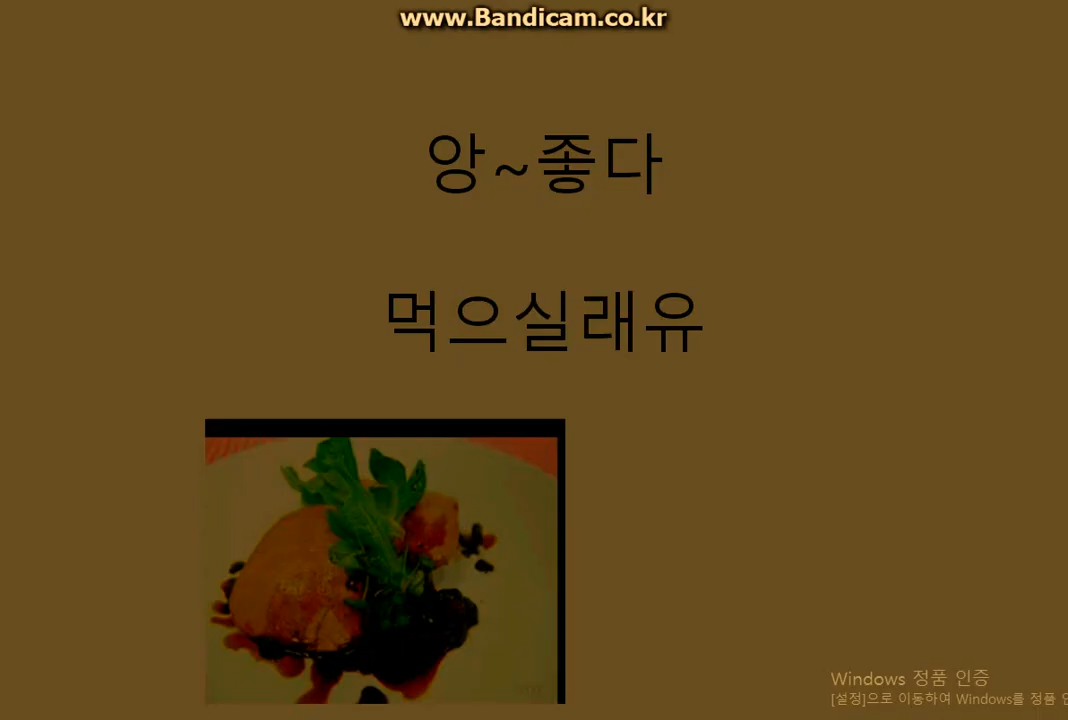 www.Bandicam.co.kr
앙~좋다
먹으실래유
Windows 정품 인증
[설정]으로 이동하여 Windows를 정품